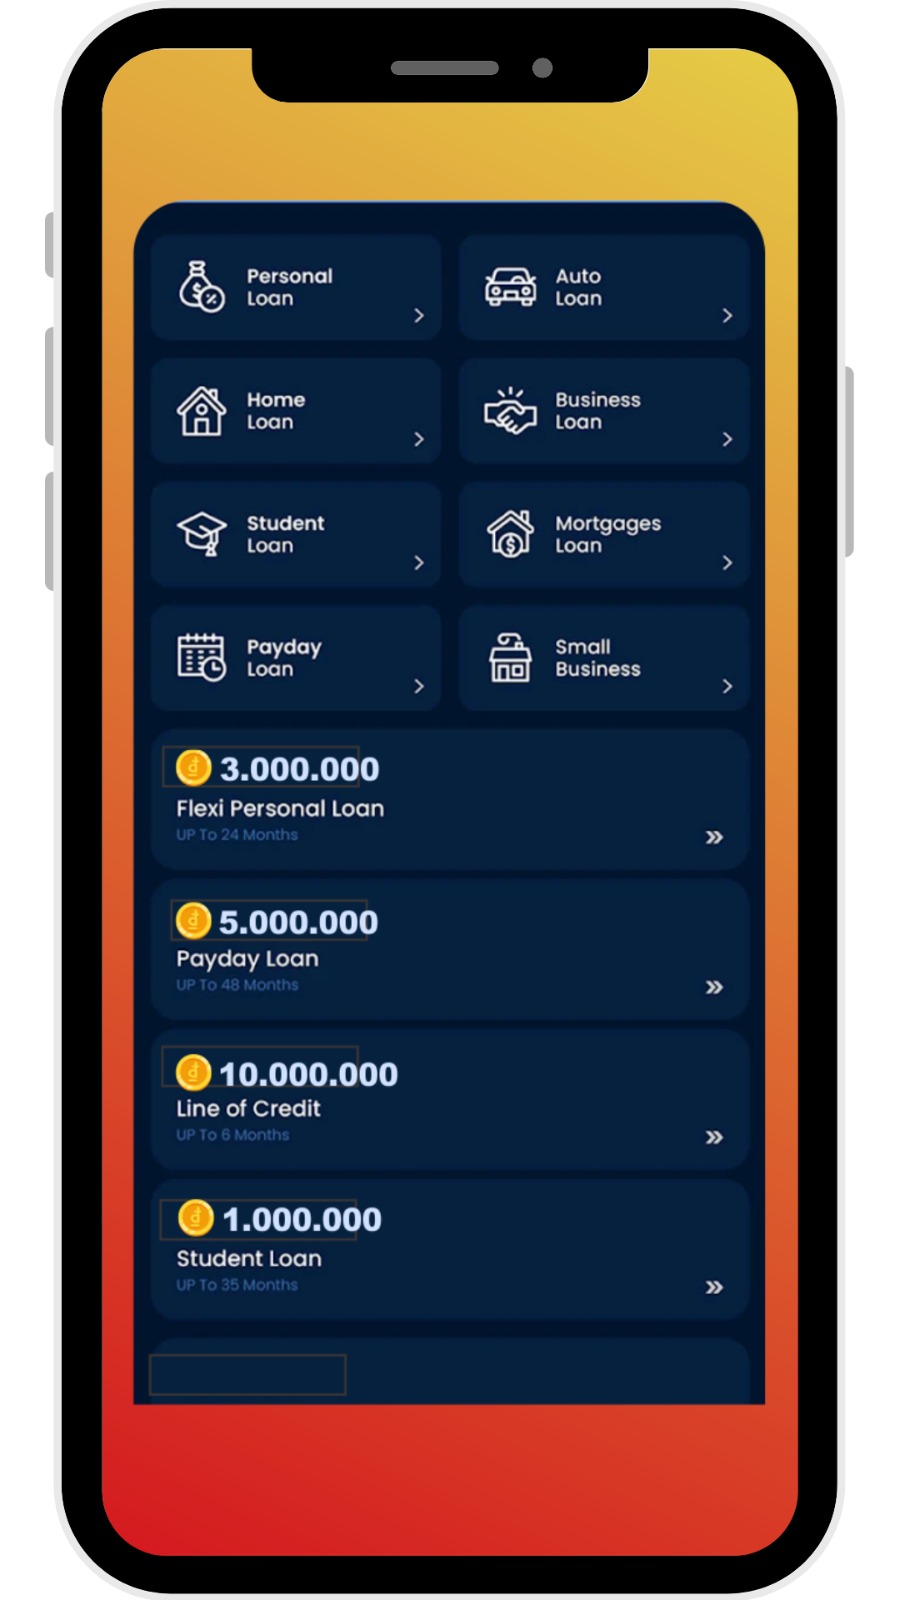 Personal
Loan
Auto
Loan
Home
Loan
Business
Loan
Student
Loan
Mortgages
Loan
Payday
Loan
Small
Business
đ 3.000.000
Flexi Personal Loan
UP To 24 Months
đ 5.000.000
Payday Loan
UP To 48 Months
đ 10.000.000
Line of Credit
UP To 6 Months
đ 1.000.000
Student Loan
UP To 35 Months